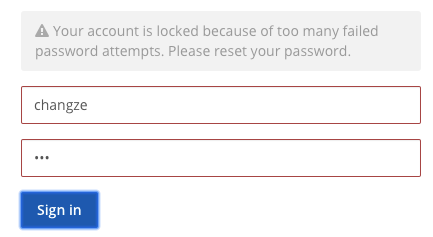 Your account is locked because of too many failed
password attempts. Please reset your password.
changze
•••
Sign in